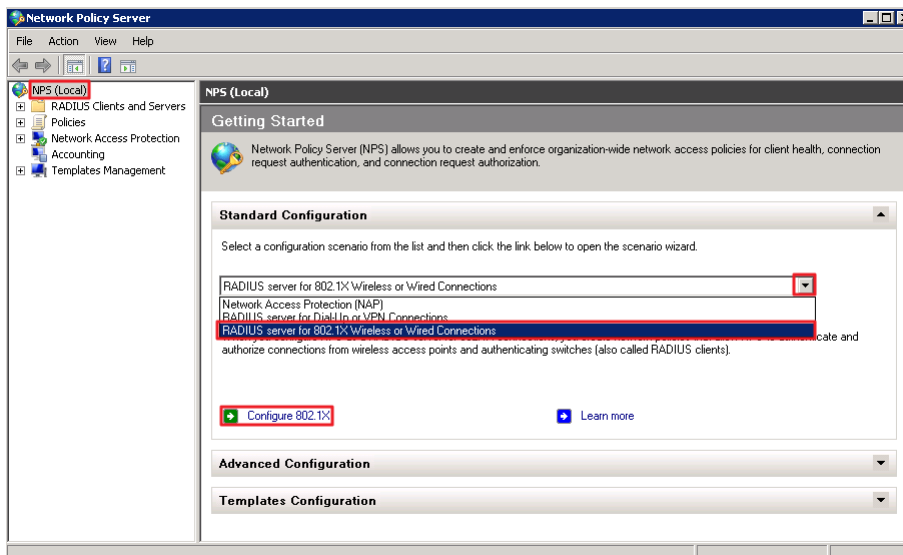 Network Policy Server
File Action View Help
NPS (Local)
RADIUS Clients and Servers
Policies
Network Access Protection
Accounting
Templates Management
NPS (Local)
Getting Started
Network Policy Server (NPS) allows you to create and enforce organization-wide network access policies for client health, connection
request authentication, and connection request authorization.
Standard Configuration
Select a configuration scenario from the list and then click the link below to open the scenario wizard.
RADIUS server for 802.1X Wireless or Wired Connections
Network Access Protection (NAP)
RADIUS server for Dial-Up or VPN Connections
RADIUS server for 802.1X Wireless or Wired Connections
cate and
authorize connections from wireless access points and authenticating switches (also called RADIUS clients).
Configure 802.1X
Learn more
Advanced Configuration
Templates Configuration